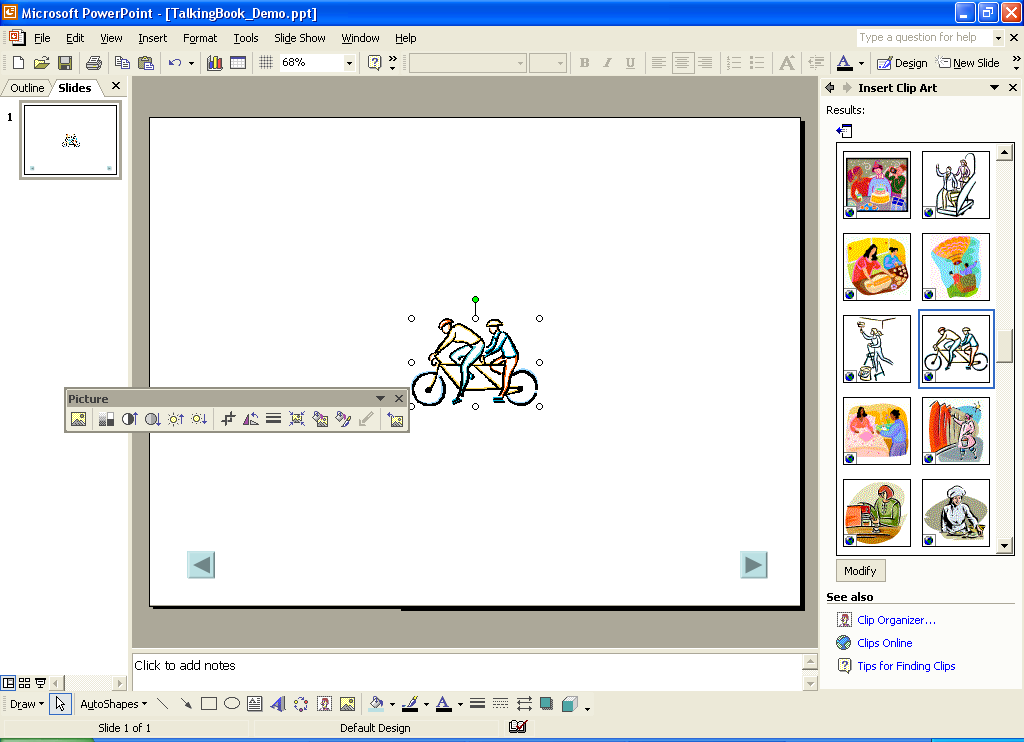 Microsoft PowerPoint - [TalkingBook_Demo.ppt]
File Edit View Insert Format Tools Slide Show Window Help Type a question for help
68% Design New Slide
Outline Slides
Insert Clip Art
1
Results:
Picture
Modify
See also
Clip Organizer...
Clips Online
Tips for Finding Clips
Click to add notes
Draw AutoShapes
Slide 1 of 1 Default Design